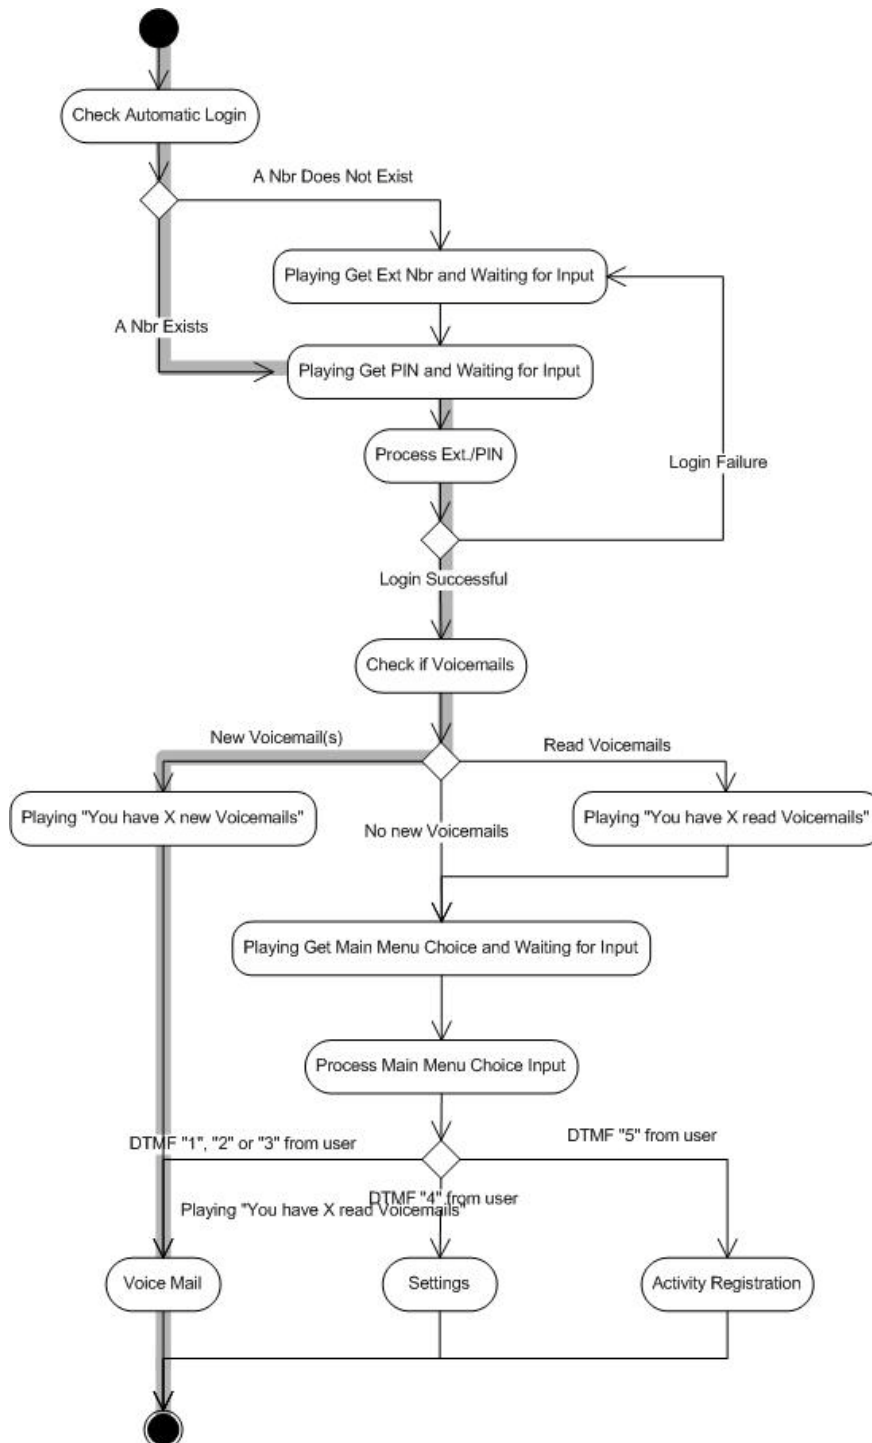 Check Automatic Login
A Nbr Does Not Exist
Playing Get Ext Nbr and Waiting for Input
A Nbr Exists
Playing Get PIN and Waiting for Input
Process Ext./PIN
Login Failure
Login Successful
Check if Voicemails
New Voicemail(s)
Read Voicemails
Playing "You have X new Voicemails"
No new Voicemails
Playing "You have X read Voicemails"
Playing Get Main Menu Choice and Waiting for Input
Process Main Menu Choice Input
DTMF "1", "2" or "3" from user
DTMF "5" from user
DTMF "4" from user
Playing "You have X read Voicemails"
Voice Mail
Settings
Activity Registration